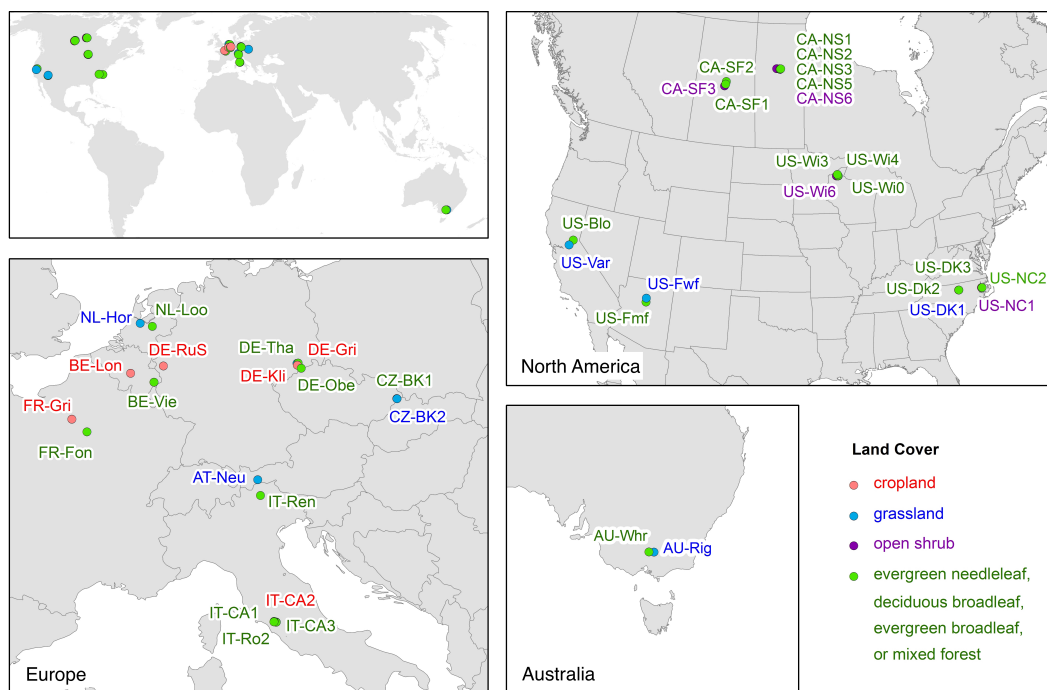 CA-NS1
CA-NS2
CA-NS3
CA-NS5
CA-NS6
CA-SF2
CA-SF3
CA-SF1
US-Wi3
US-Wi4
US-Wi6
US-Wi0
US-Blo
US-Var
US-Fwf
US-Fmf
US-DK3
US-Dk2
US-DK1
US-NC2
US-NC1
North America
NL-Hor
NL-Loo
DE-RuS
BE-Lon
BE-Vie
FR-Gri
FR-Fon
DE-Tha
DE-Gri
DE-Kli
DE-Obe
CZ-BK1
CZ-BK2
AT-Neu
IT-Ren
IT-CA2
IT-CA1
IT-CA3
IT-Ro2
Europe
AU-Whr
AU-Rig
Australia
Land Cover
cropland
grassland
open shrub
evergreen needleleaf,
deciduous broadleaf,
evergreen broadleaf,
or mixed forest